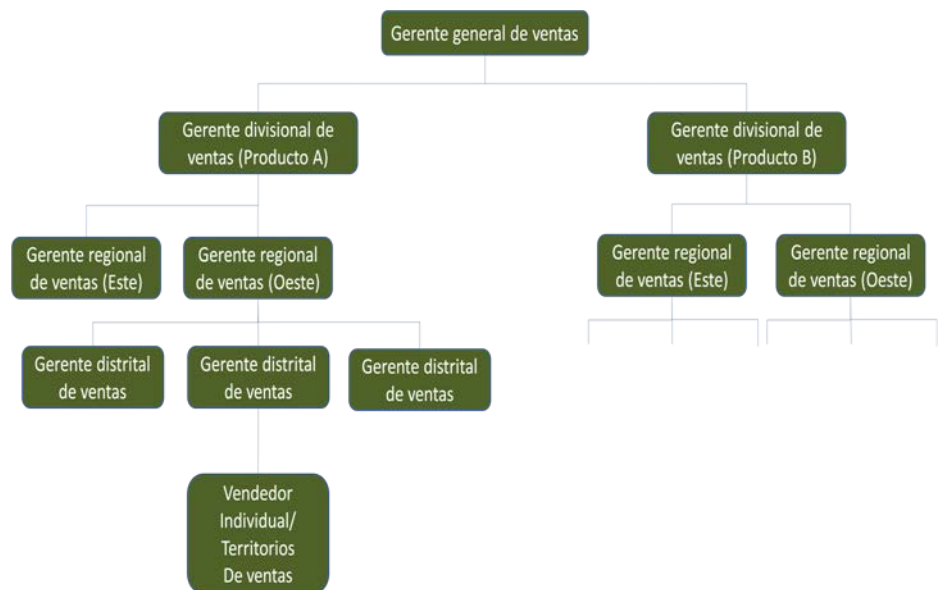 Gerente general de ventas
Gerente divisional de
ventas (Producto A)
Gerente divisional de
ventas (Producto B)
Gerente regional
de ventas (Este)
Gerente regional
de ventas (Oeste)
Gerente regional
de ventas (Este)
Gerente regional
de ventas (Oeste)
Gerente distrital
de ventas
Gerente distrital
de ventas
Gerente distrital
de ventas
Vendedor
Individual/
Territorios
De ventas